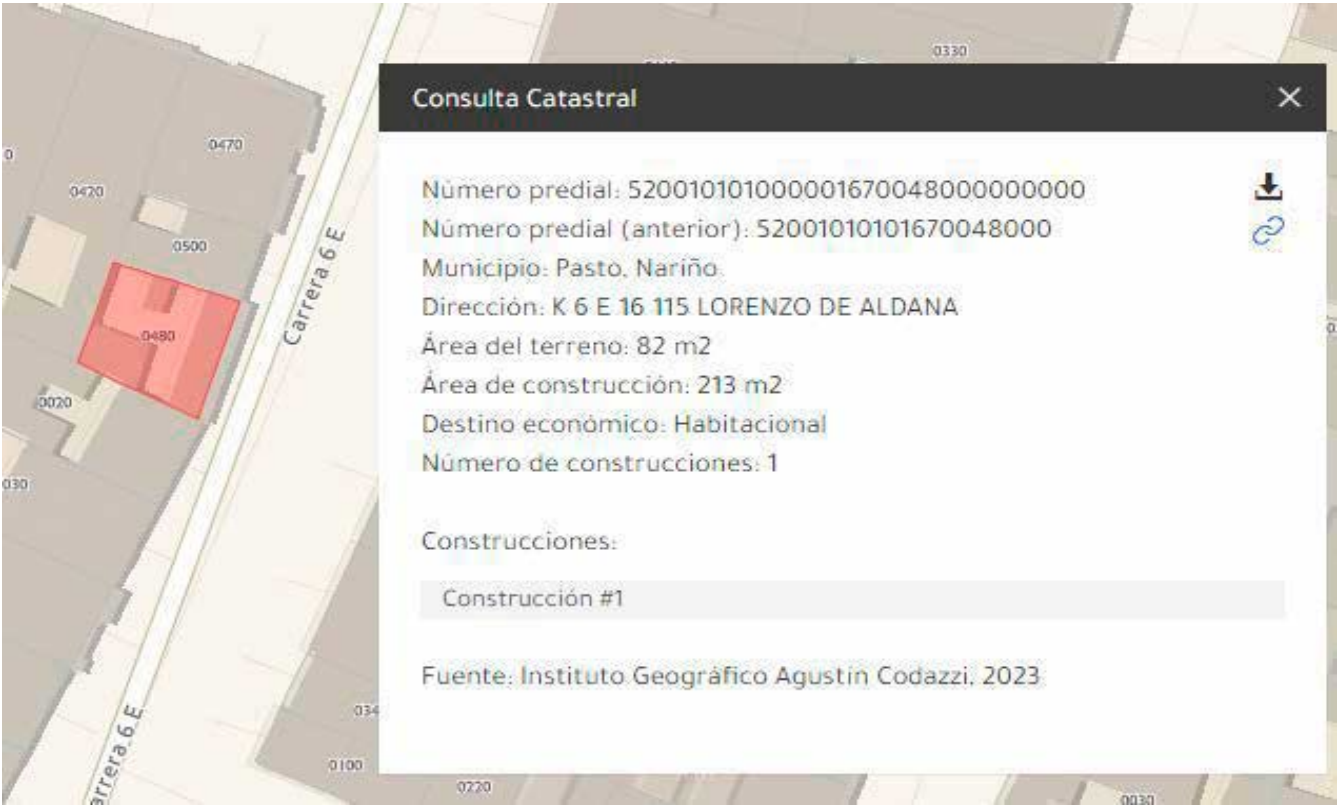 0330
Consulta Catastral
0470
0420
0500
0480
0020
030
Carrera 6 E
Número predial: 520010101000001670048000000000
Número predial (anterior): 52001010101670048000
Municipio: Pasto, Nariño
Dirección: K 6 E 16 115 LORENZO DE ALDANA
Área del terreno: 82 m2
Área de construcción: 213 m2
Destino económico: Habitacional
Número de construcciones: 1
Construcciones:
Construcción #1
Fuente: Instituto Geográfico Agustín Codazzi, 2023
034
arrera 6 E
0100
0220
0030